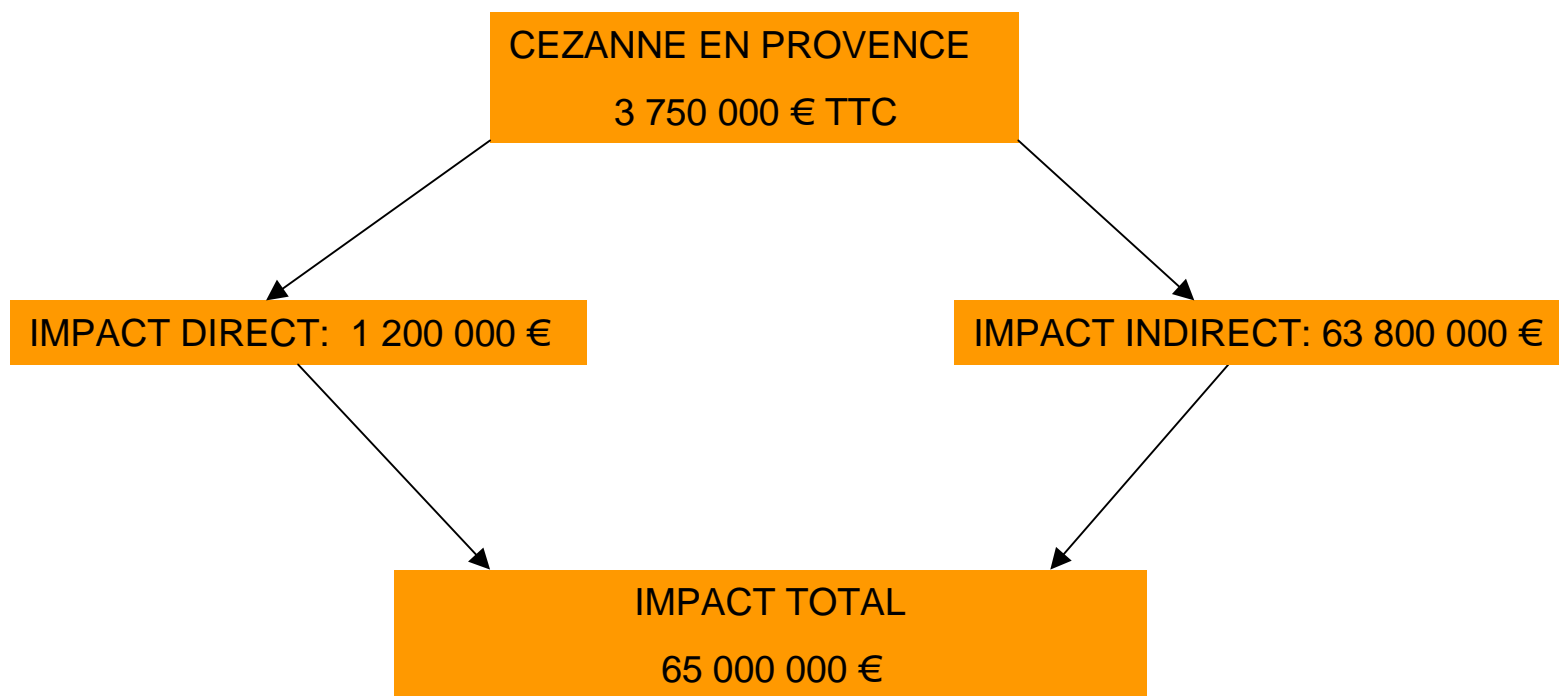 CEZANNE EN PROVENCE
3 750 000 € TTC
IMPACT DIRECT: 1 200 000 €
IMPACT INDIRECT: 63 800 000 €
IMPACT TOTAL
65 000 000 €